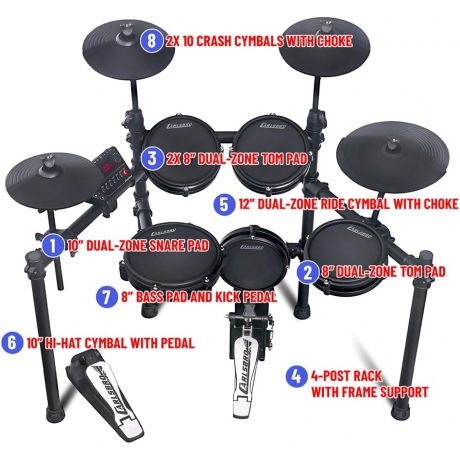 8 2X 10 CRASH CYMBALS WITH CHOKE
CARLSBRO
CARLSBRO
3 2X 8" DUAL-ZONE TOM PAD
5 12" DUAL-ZONE RIDE CYMBAL WITH CHOKE
CARLSBRO
CARLSBRO
1 10" DUAL-ZONE SNARE PAD
2 8" DUAL-ZONE TOM PAD
7 8" BASS PAD AND KICK PEDAL
6 10" HI-HAT CYMBAL WITH PEDAL
4 4-POST RACK
WITH FRAME SUPPORT
CARLSBRO
CARLSBRO